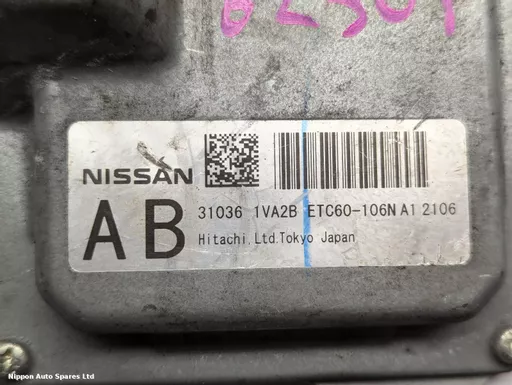 NISSAN
AB
31036 1VA2B ETC60-106N A1 2106
Hitachi,Ltd.Tokyo Japan
Nippon Auto Spares Ltd